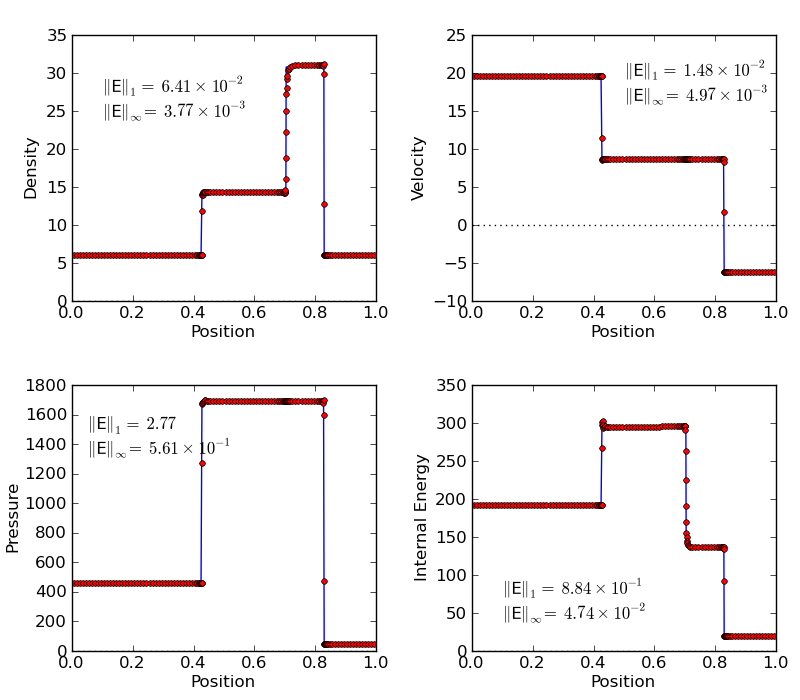 35
30
25
20
15
10
5
0
Density
‖E‖₁ = 6.41 × 10⁻²
‖E‖∞ = 3.77 × 10⁻³
0.0 0.2 0.4 0.6 0.8 1.0
Position
25
20
15
10
5
0
−5
−10
Velocity
‖E‖₁ = 1.48 × 10⁻²
‖E‖∞ = 4.97 × 10⁻³
0.0 0.2 0.4 0.6 0.8 1.0
Position
1800
1600
1400
1200
1000
800
600
400
200
0
Pressure
‖E‖₁ = 2.77
‖E‖∞ = 5.61 × 10⁻¹
0.0 0.2 0.4 0.6 0.8 1.0
Position
350
300
250
200
150
100
50
0
Internal Energy
‖E‖₁ = 8.84 × 10⁻¹
‖E‖∞ = 4.74 × 10⁻²
0.0 0.2 0.4 0.6 0.8 1.0
Position